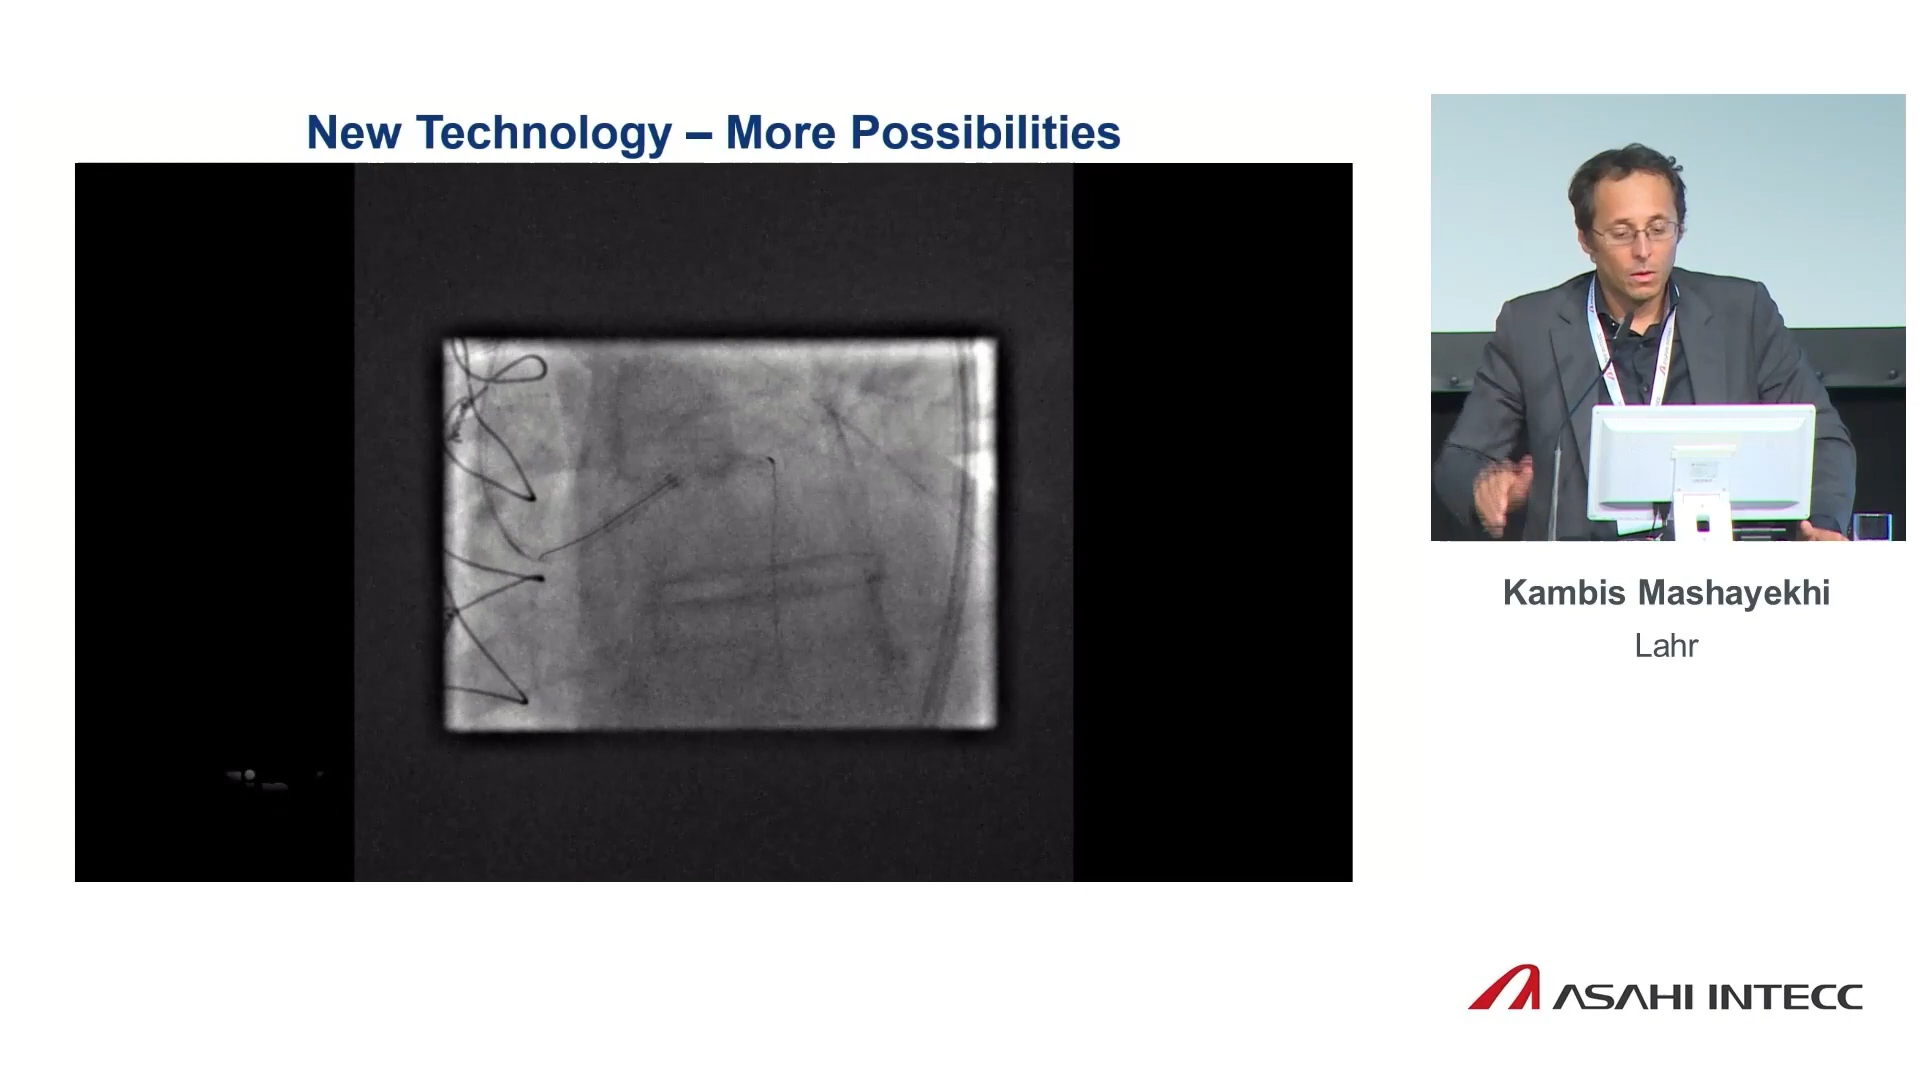 New Technology – More Possibilities
Kambis Mashayekhi
Lahr
ASAHI INTECC